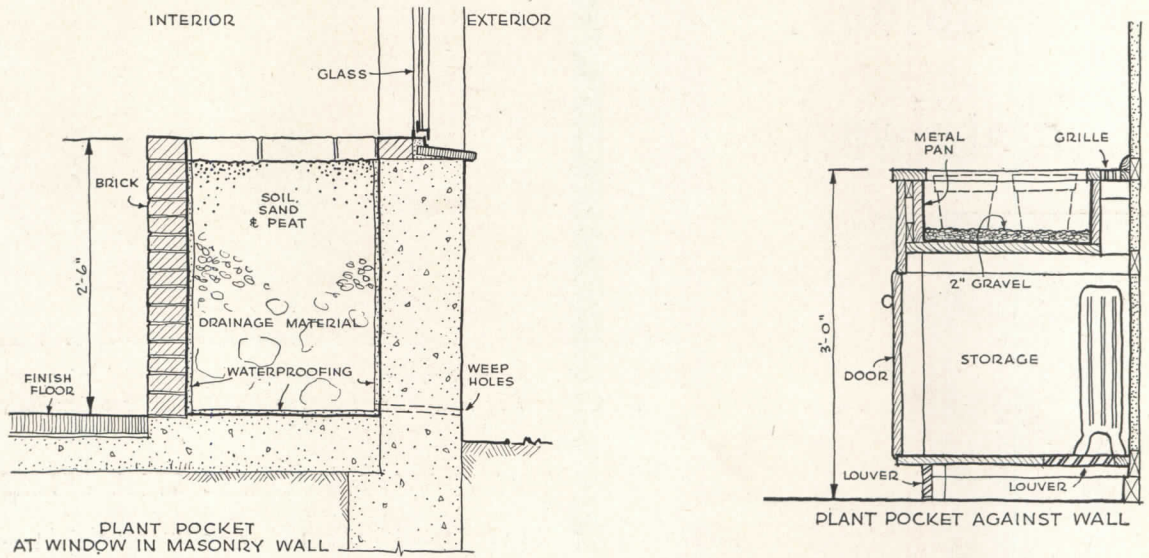 INTERIOR
EXTERIOR
GLASS
BRICK
SOIL,
SAND
& PEAT
2'-6"
DRAINAGE MATERIAL
WATERPROOFING
WEEP
HOLES
FINISH
FLOOR
PLANT POCKET
AT WINDOW IN MASONRY WALL
METAL
PAN
GRILLE
2" GRAVEL
3'-0"
DOOR
STORAGE
LOUVER
LOUVER
PLANT POCKET AGAINST WALL